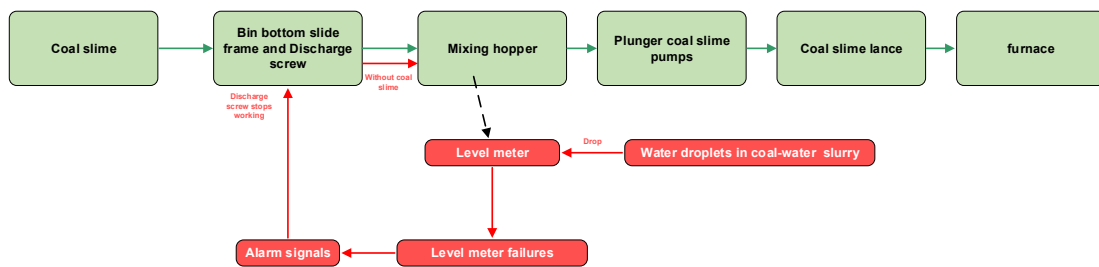 Coal slime
Bin bottom slide
frame and Discharge
screw
Mixing hopper
Plunger coal slime
pumps
Coal slime lance
furnace
Without coal
slime
Discharge
screw stops
working
Level meter
Drop
Water droplets in coal-water slurry
Alarm signals
Level meter failures